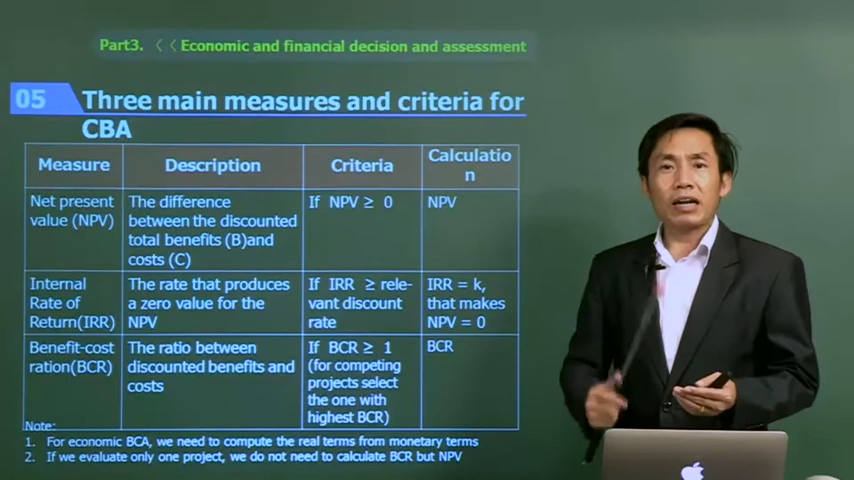 Part3. 〈〈 Economic and financial decision and assessment
05
Three main measures and criteria for
CBA
Measure Description Criteria Calculatio
n
Net present
value (NPV)
The difference
between the discounted
total benefits (B)and
costs (C)
If NPV ≥ 0
NPV
Internal
Rate of
Return(IRR)
The rate that produces
a zero value for the
NPV
If IRR ≥ rele-
vant discount
rate
IRR = k,
that makes
NPV = 0
Benefit-cost
ration(BCR)
The ratio between
discounted benefits and
costs
If BCR ≥ 1
(for competing
projects select
the one with
highest BCR)
BCR
Note:
1. For economic BCA, we need to compute the real terms from monetary terms
2. If we evaluate only one project, we do not need to calculate BCR but NPV